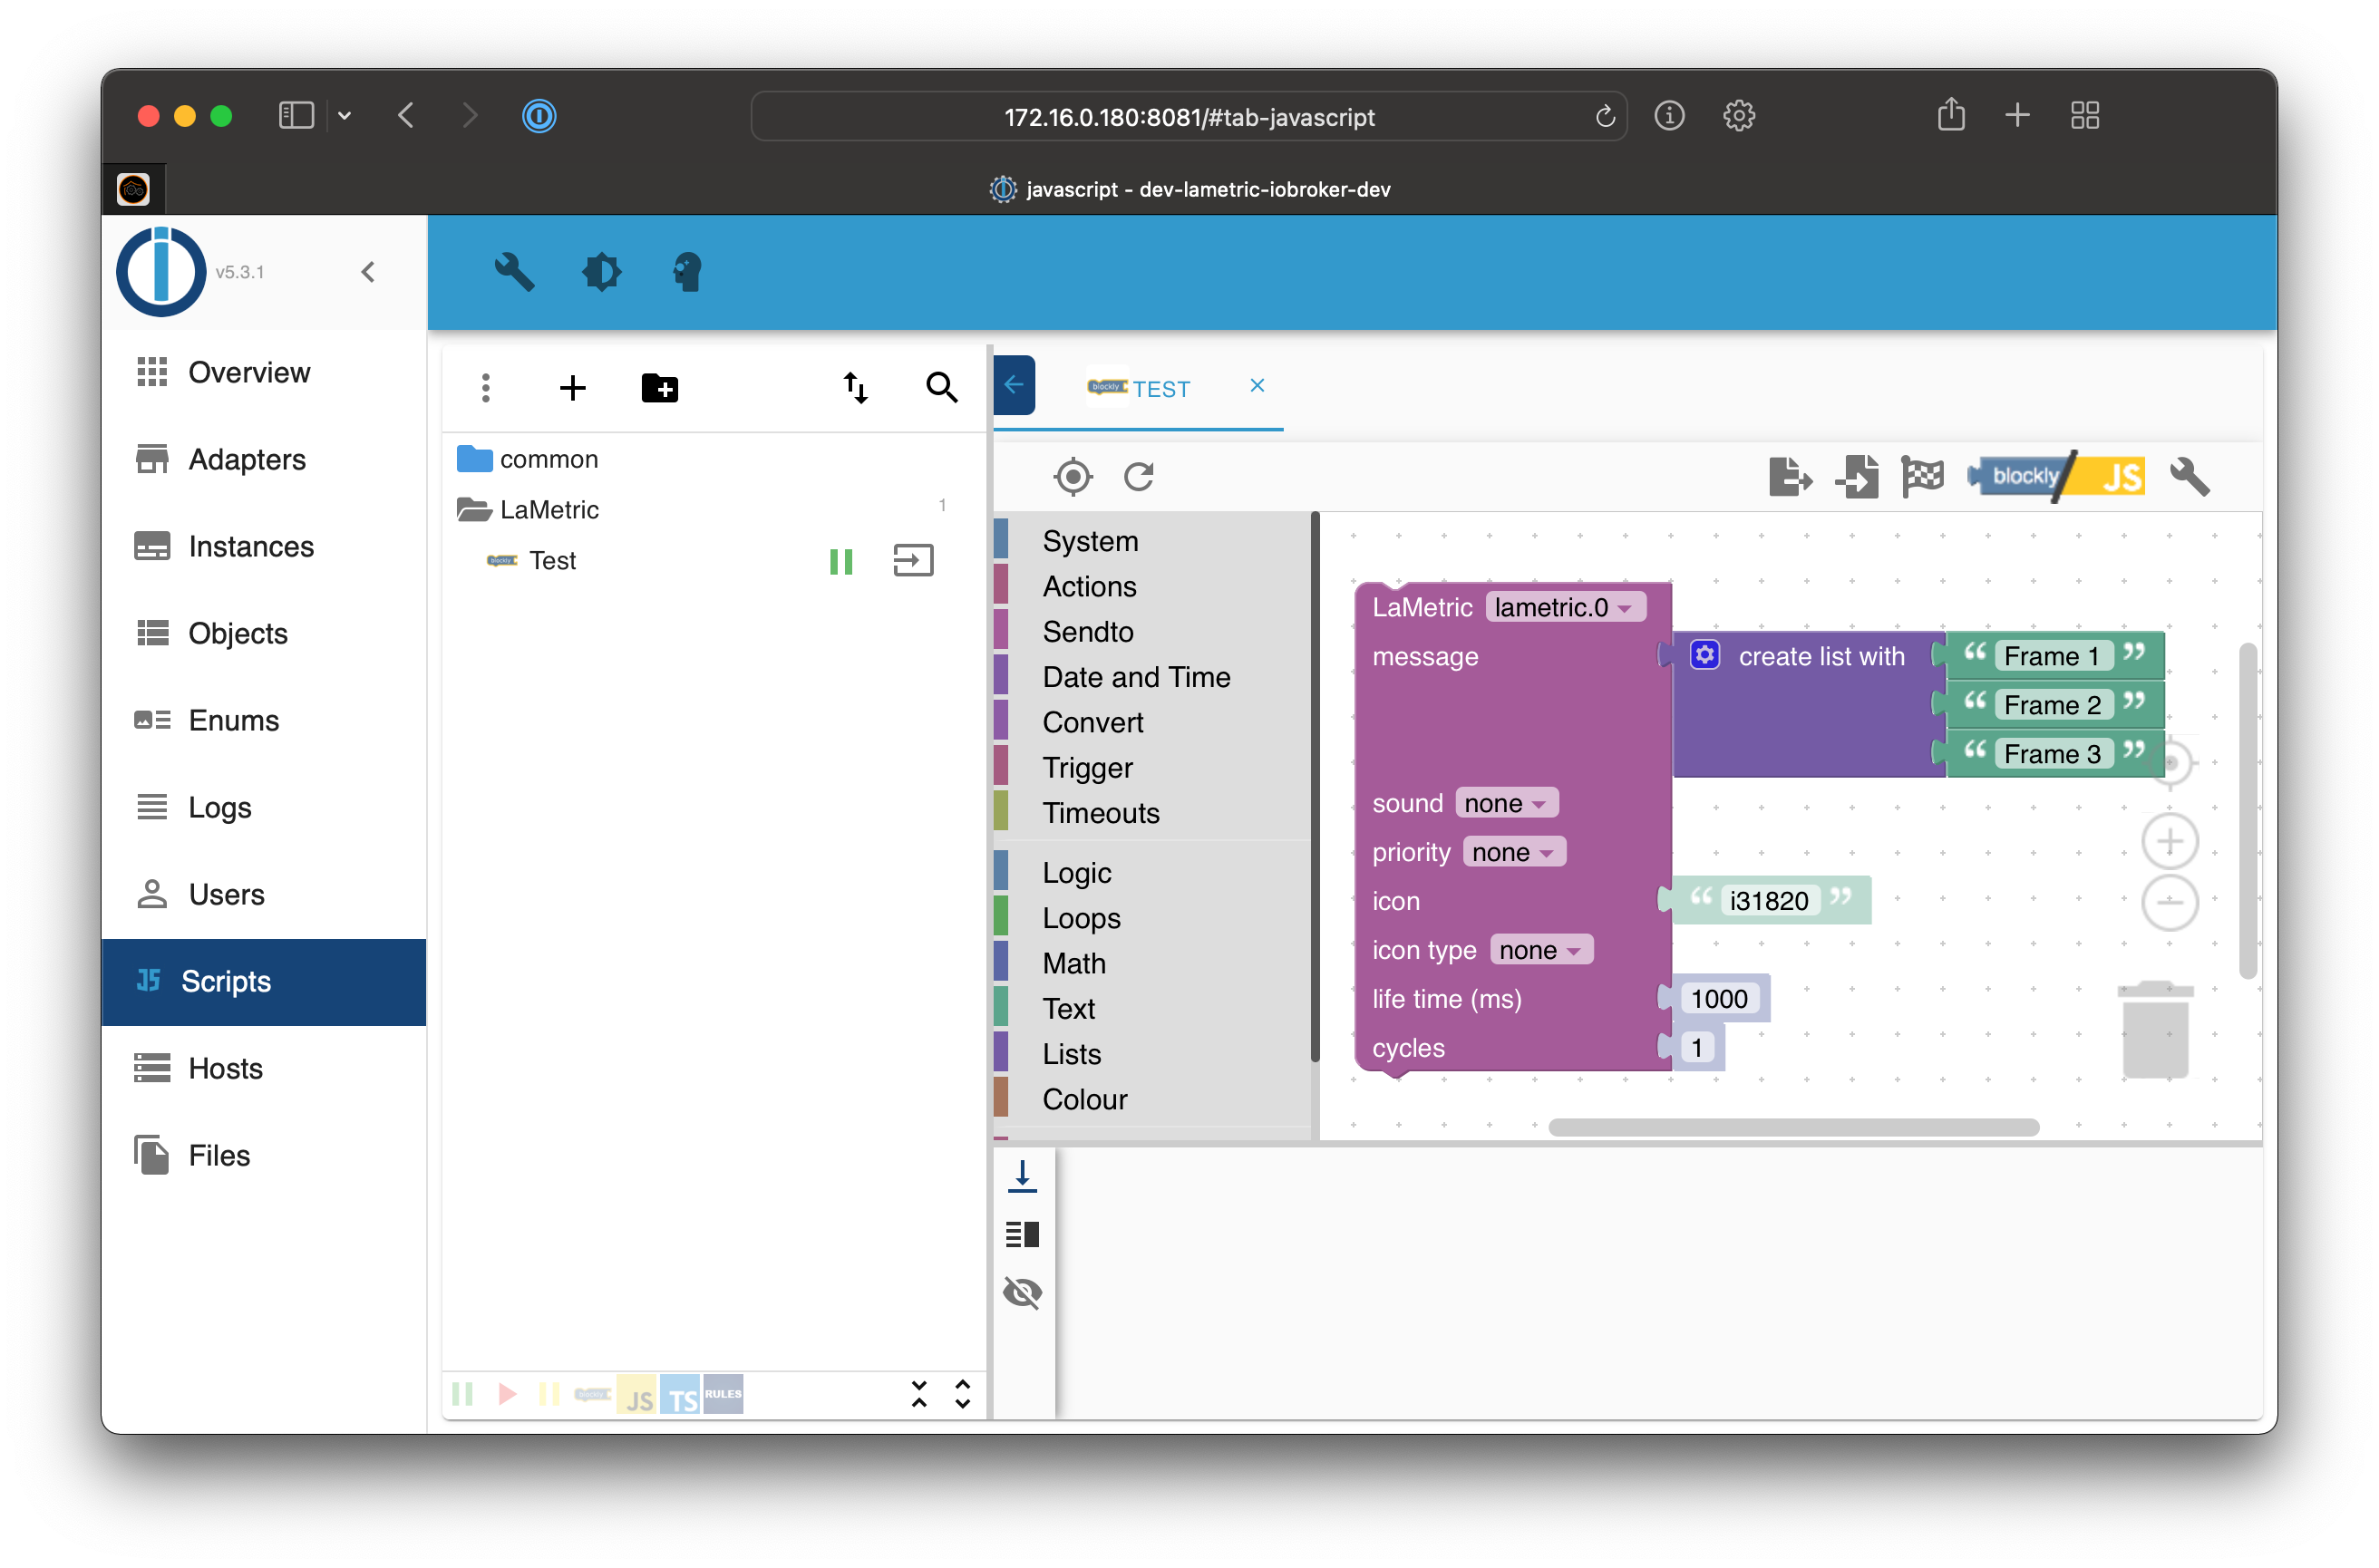 172.16.0.180:8081/#tab-javascript
javascript - dev-lametric-iobroker-dev
v5.3.1
Overview
Adapters
Instances
Objects
Enums
Logs
Users
JS Scripts
Hosts
Files
common
LaMetric 1
blockly Test
blockly JS TS RULES
blockly TEST
blockly JS
System
Actions
Sendto
Date and Time
Convert
Trigger
Timeouts
Logic
Loops
Math
Text
Lists
Colour
LaMetric lametric.0
message create list with “ Frame 1 ”
“ Frame 2 ”
“ Frame 3 ”
sound none
priority none
icon “ i31820 ”
icon type none
life time (ms) 1000
cycles 1